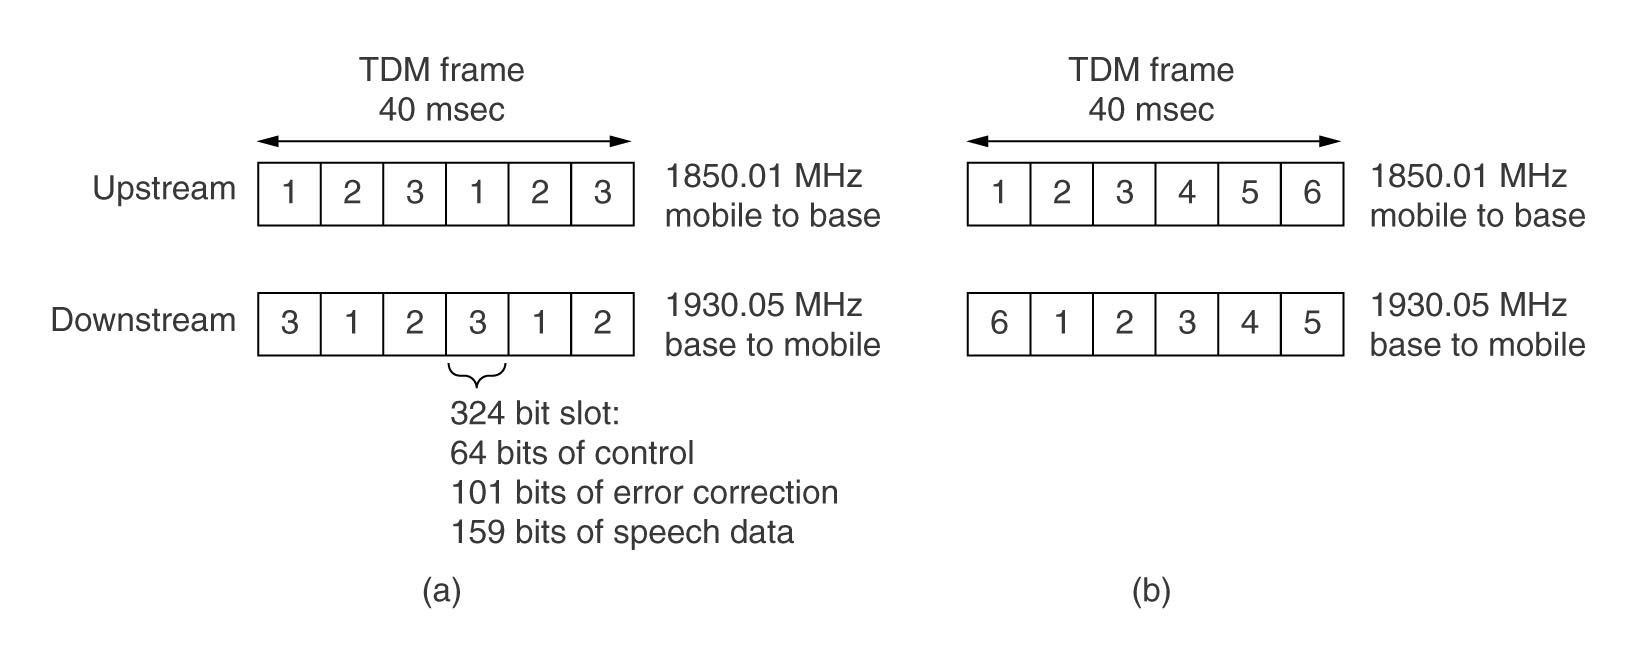 TDM frame
40 msec
Upstream
1 2 3 1 2 3
1850.01 MHz
mobile to base
Downstream
3 1 2 3 1 2
1930.05 MHz
base to mobile
324 bit slot:
64 bits of control
101 bits of error correction
159 bits of speech data
(a)
TDM frame
40 msec
1 2 3 4 5 6
1850.01 MHz
mobile to base
6 1 2 3 4 5
1930.05 MHz
base to mobile
(b)